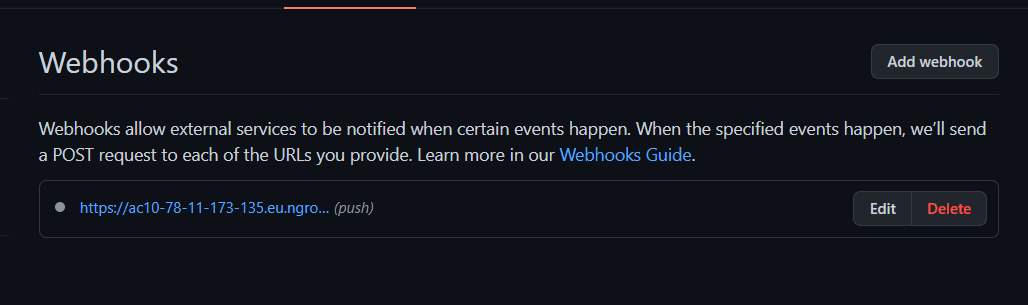 Webhooks
Add webhook
Webhooks allow external services to be notified when certain events happen. When the specified events happen, we’ll send
a POST request to each of the URLs you provide. Learn more in our Webhooks Guide.
https://ac10-78-11-173-135.eu.ngro... (push)
Edit
Delete